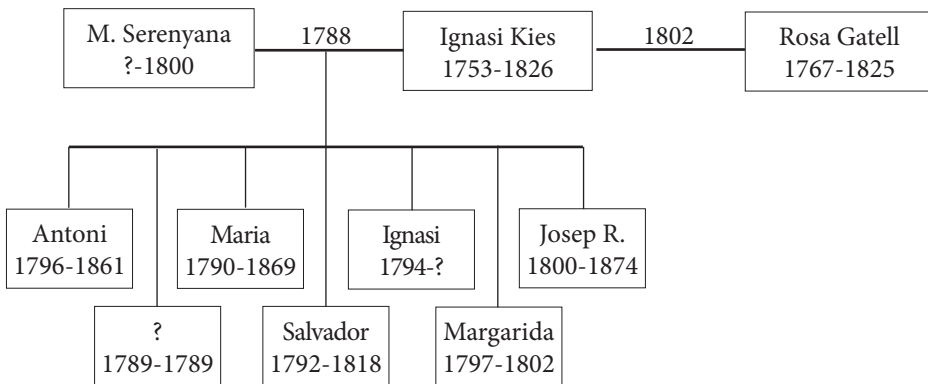 M. Serenyana
?-1800
1788
Ignasi Kies
1753-1826
1802
Rosa Gatell
1767-1825
Antoni
1796-1861
Maria
1790-1869
Ignasi
1794-?
Josep R.
1800-1874
?
1789-1789
Salvador
1792-1818
Margarida
1797-1802